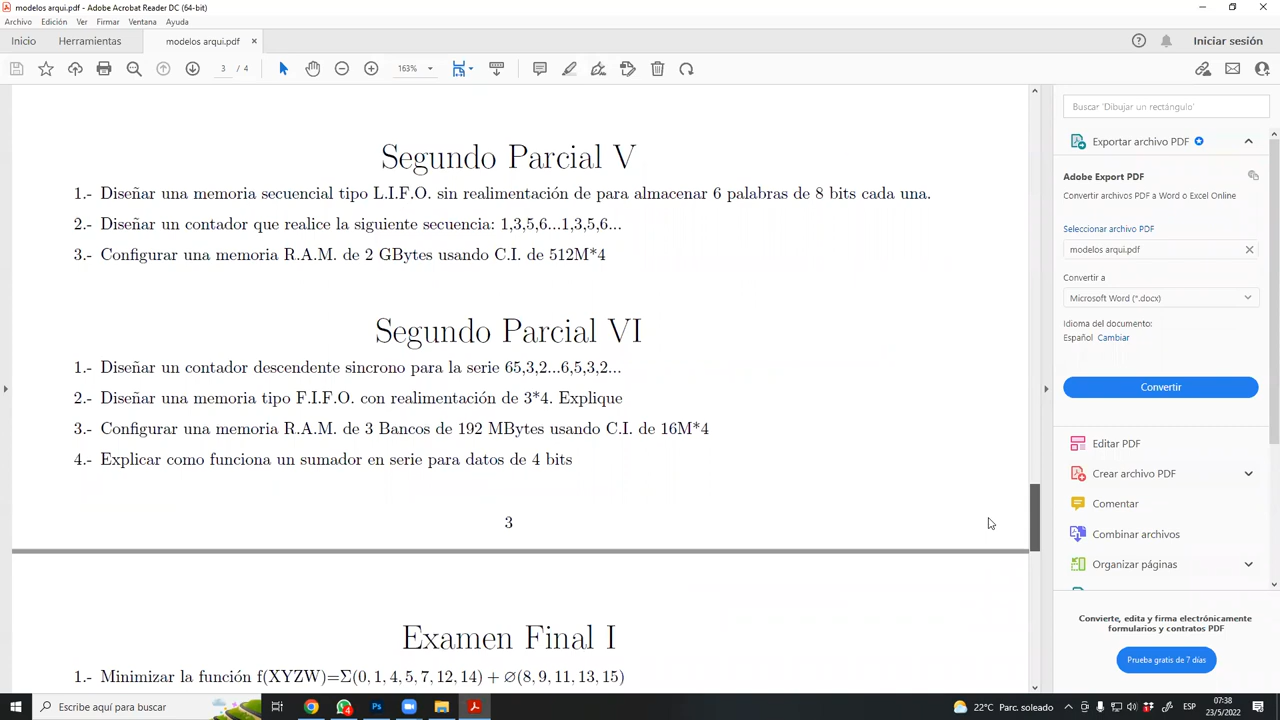 modelos arqui.pdf - Adobe Acrobat Reader DC (64-bit)
Archivo Edición Ver Firmar Ventana Ayuda
Inicio Herramientas modelos arqui.pdf × Iniciar sesión
3 / 4 163%
Segundo Parcial V
1.- Diseñar una memoria secuencial tipo L.I.F.O. sin realimentación de para almacenar 6 palabras de 8 bits cada una.
2.- Diseñar un contador que realice la siguiente secuencia: 1,3,5,6...1,3,5,6...
3.- Configurar una memoria R.A.M. de 2 GBytes usando C.I. de 512M*4
Segundo Parcial VI
1.- Diseñar un contador descendente sincrono para la serie 65,3,2...6,5,3,2...
2.- Diseñar una memoria tipo F.I.F.O. con realimentación de 3*4. Explique
3.- Configurar una memoria R.A.M. de 3 Bancos de 192 MBytes usando C.I. de 16M*4
4.- Explicar como funciona un sumador en serie para datos de 4 bits
3
Examen Final I
1.- Minimizar la función f(XYZW)=Σ(0, 1, 4, 5, 7, 12, 14) + ∅(8, 9, 11, 13, 15)
Buscar 'Dibujar un rectángulo'
Exportar archivo PDF
Adobe Export PDF
Convertir archivos PDF a Word o Excel Online
Seleccionar archivo PDF
modelos arqui.pdf
Convertir a
Microsoft Word (*.docx)
Idioma del documento:
Español Cambiar
Convertir
Editar PDF
Crear archivo PDF
Comentar
Combinar archivos
Organizar páginas
Convierte, edita y firma electrónicamente
formularios y contratos PDF
Prueba gratis de 7 días
Escribe aquí para buscar
4
22°C Parc. soleado
ESP
07:38
23/5/2022